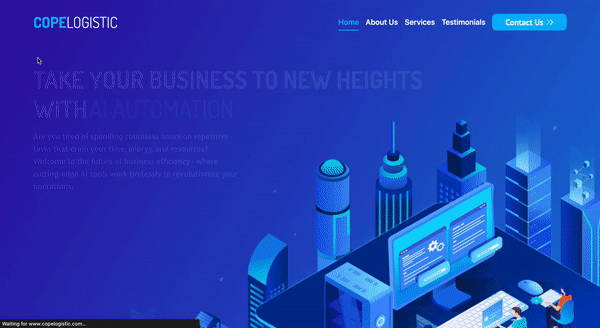 COPELOGISTIC
Home About Us Services Testimonials Contact Us
TAKE YOUR BUSINESS TO NEW HEIGHTS
WITH AI AUTOMATION
Are you tired of spending countless hours on repetitive
tasks that drain your time, energy, and resources?
Welcome to the future of business efficiency - where
cutting-edge AI tools work tirelessly to revolutionize your
operations.
Waiting for www.copelogistic.com...